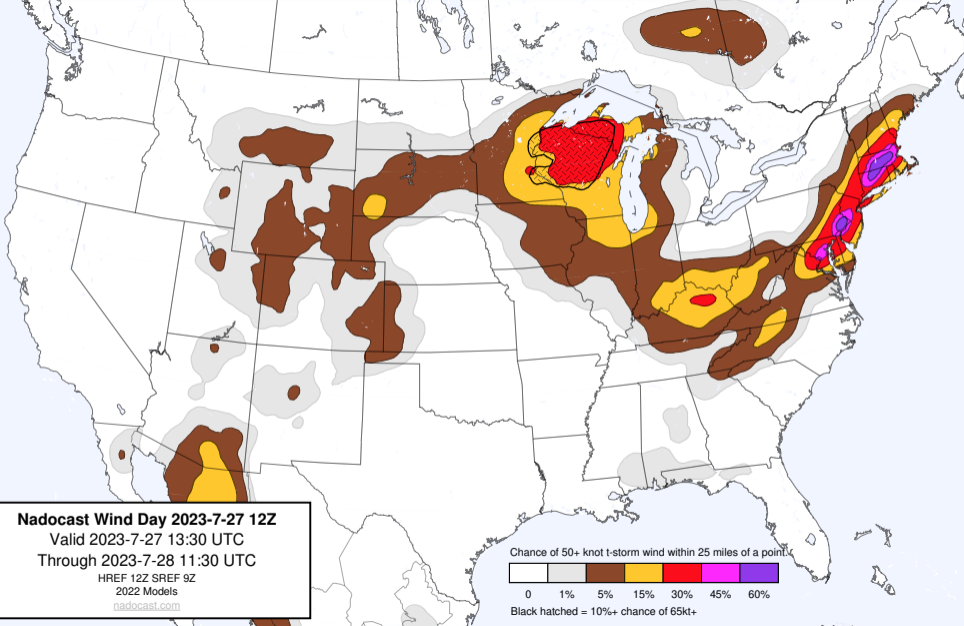 Nadocast Wind Day 2023-7-27 12Z
Valid 2023-7-27 13:30 UTC
Through 2023-7-28 11:30 UTC
HREF 12Z SREF 9Z
2022 Models
nadocast.com
Chance of 50+ knot t-storm wind within 25 miles of a point.
0 1% 5% 15% 30% 45% 60%
Black hatched = 10%+ chance of 65kt+